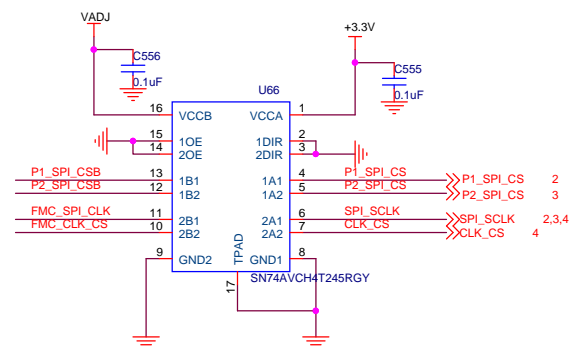 VADJ
+3.3V
C556
0.1uF
C555
0.1uF
U66
16 VCCB VCCA 1
15 1OE 1DIR 2
14 2OE 2DIR 3
P1_SPI_CSB 13 1B1 1A1 4 P1_SPI_CS P1_SPI_CS 2
P2_SPI_CSB 12 1B2 1A2 5 P2_SPI_CS P2_SPI_CS 3
FMC_SPI_CLK 11 2B1 2A1 6 SPI_SCLK SPI_SCLK 2,3,4
FMC_CLK_CS 10 2B2 2A2 7 CLK_CS CLK_CS 4
9 GND2 TPAD GND1 8
17
SN74AVCH4T245RGY